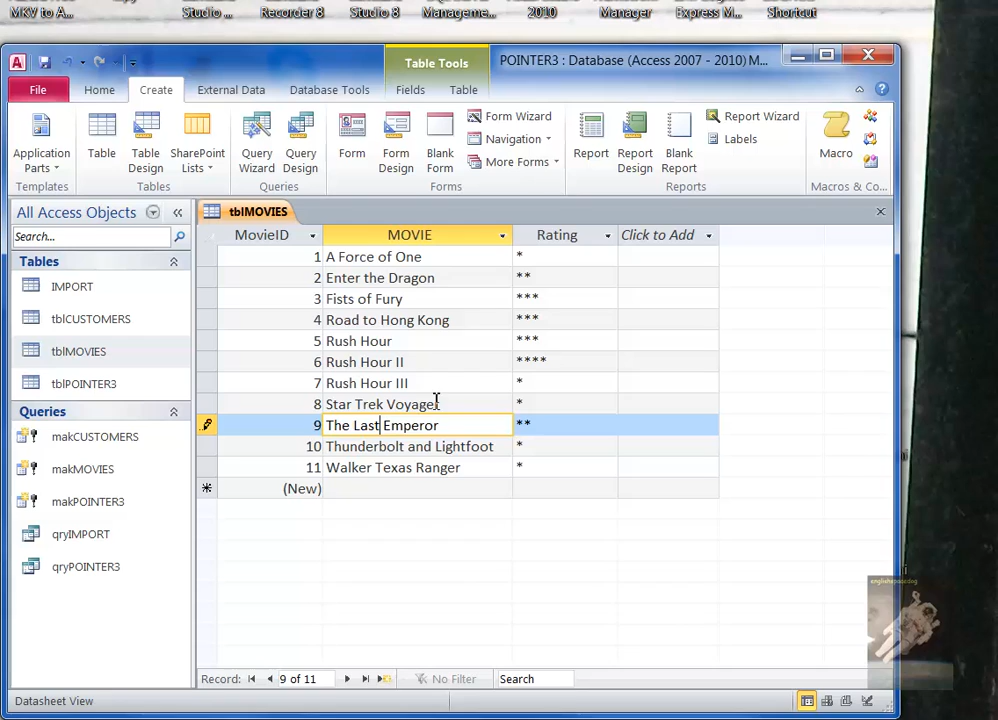 MKV to A...
Studio ...
Recorder 8
Studio 8
Manageme...
2010
Manager
Express M...
Shortcut
Table Tools
POINTER3 : Database (Access 2007 - 2010) M...
File
Home
Create
External Data
Database Tools
Fields
Table
Application Parts
Table
Table Design
SharePoint Lists
Query Wizard
Query Design
Form
Form Design
Blank Form
Form Wizard
Navigation
More Forms
Report
Report Design
Blank Report
Report Wizard
Labels
Macro
Templates
Tables
Queries
Forms
Reports
Macros & Co...
All Access Objects
Search...
Tables
IMPORT
tblCUSTOMERS
tblMOVIES
tblPOINTER3
Queries
makCUSTOMERS
makMOVIES
makPOINTER3
qryIMPORT
qryPOINTER3
tblMOVIES
MovieID MOVIE Rating Click to Add
1 A Force of One *
2 Enter the Dragon **
3 Fists of Fury ***
4 Road to Hong Kong ***
5 Rush Hour ***
6 Rush Hour II ****
7 Rush Hour III *
8 Star Trek Voyager *
9 The Last Emperor **
10 Thunderbolt and Lightfoot *
11 Walker Texas Ranger *
(New)
Record: 9 of 11 No Filter Search
Datasheet View